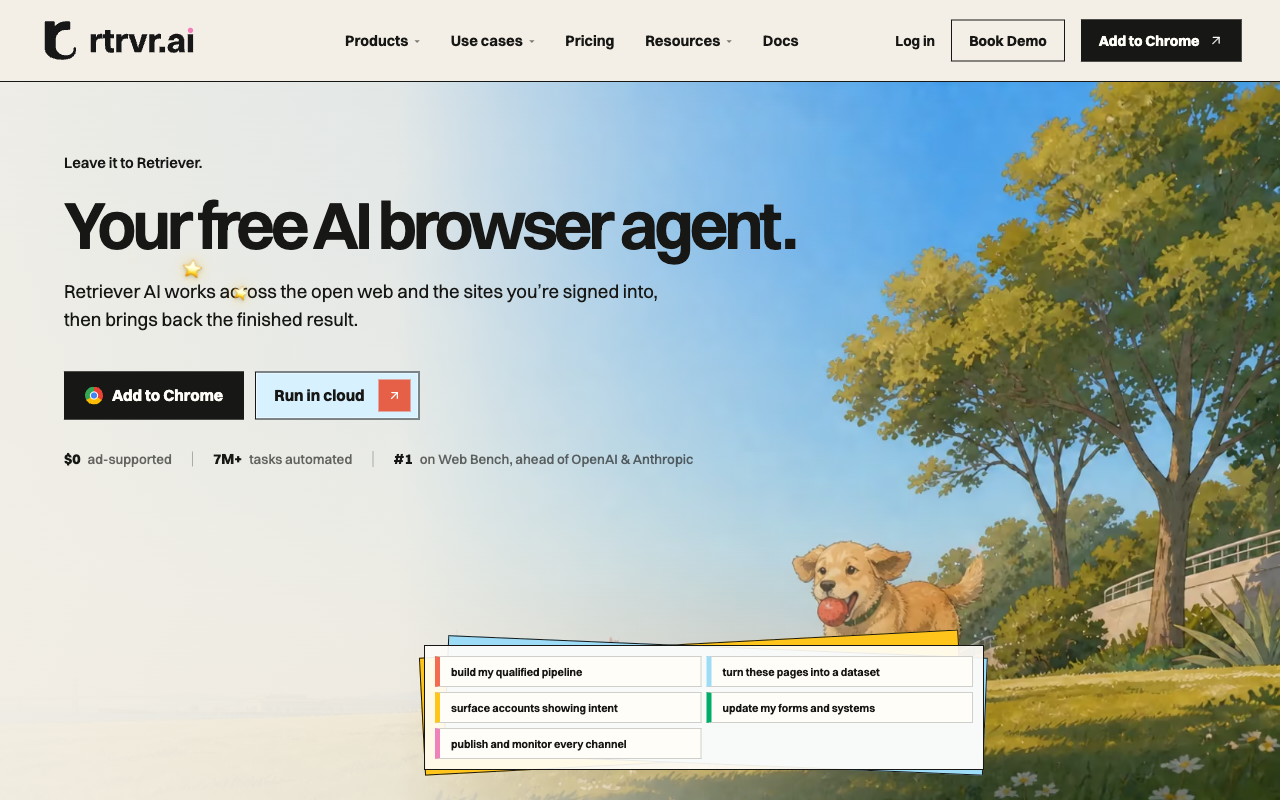 rtrvr.ai
Products
Use cases
Pricing
Resources
Docs
Log in
Book Demo
Add to Chrome
Leave it to Retriever.
Your free AI browser agent.
Retriever AI works across the open web and the sites you’re signed into,
then brings back the finished result.
Add to Chrome
Run in cloud
$0 ad-supported
7M+ tasks automated
#1 on Web Bench, ahead of OpenAI & Anthropic
build my qualified pipeline
turn these pages into a dataset
surface accounts showing intent
update my forms and systems
publish and monitor every channel